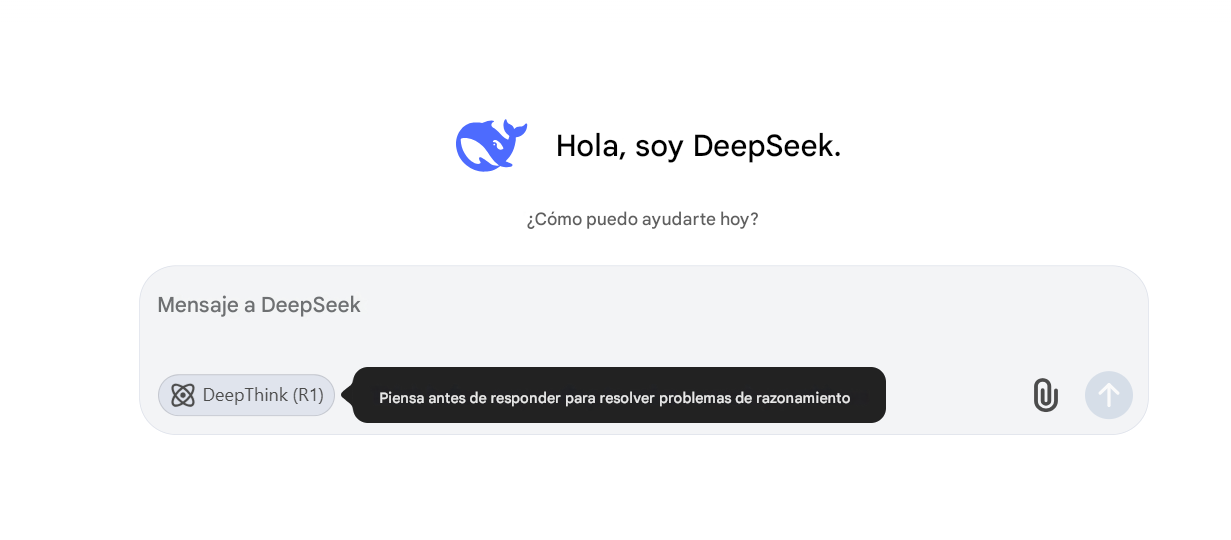 Hola, soy DeepSeek.
¿Cómo puedo ayudarte hoy?
Mensaje a DeepSeek
DeepThink (R1)
Piensa antes de responder para resolver problemas de razonamiento